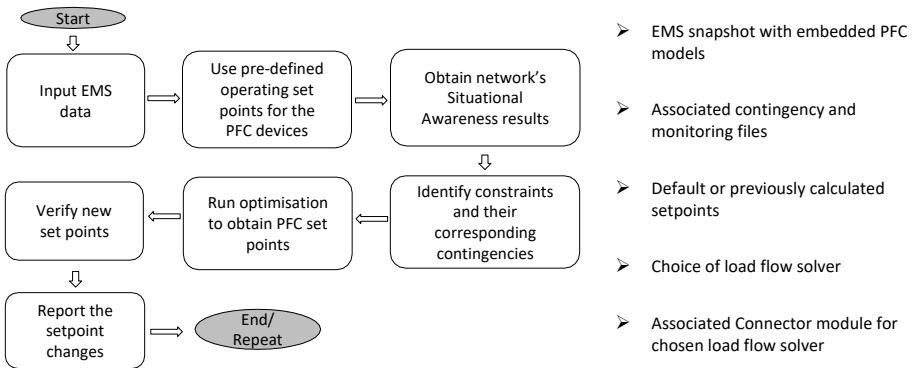 Start
Input EMS
data
Use pre-defined
operating set
points for the
PFC devices
Obtain network's
Situational
Awareness results
Identify constraints
and their
corresponding
contingencies
Run optimisation
to obtain PFC set
points
Verify new
set points
Report the
setpoint
changes
End/
Repeat
EMS snapshot with embedded PFC
models
Associated contingency and
monitoring files
Default or previously calculated
setpoints
Choice of load flow solver
Associated Connector module for
chosen load flow solver